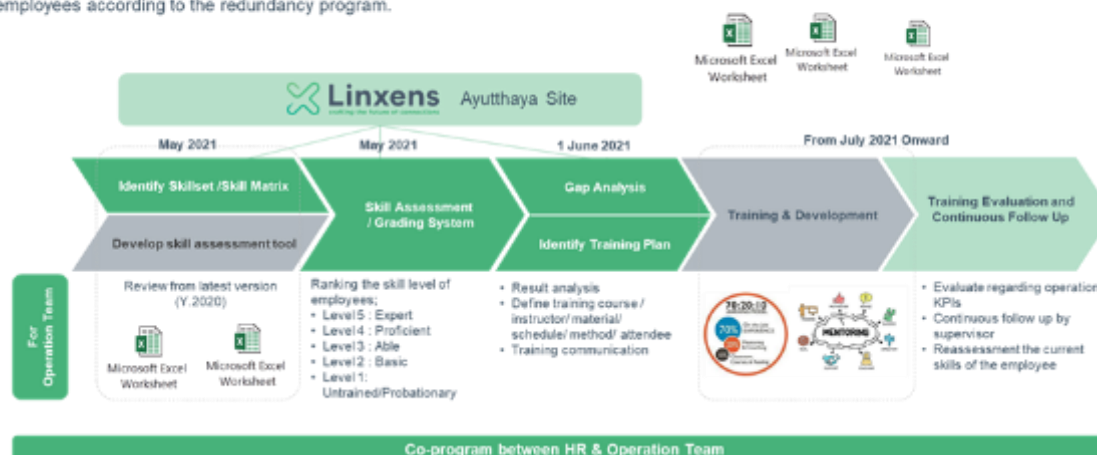 employees according to the redundancy program.
Microsoft Excel
Worksheet
Microsoft Excel
Worksheet
Microsoft Excel
Worksheet
Linxens Ayutthaya Site
May 2021
May 2021
1 June 2021
From July 2021 Onward
Identify Skillset /Skill Matrix
Develop skill assessment tool
Skill Assessment
/ Grading System
Gap Analysis
Identify Training Plan
Training & Development
Training Evaluation and
Continuous Follow Up
For
Operation Team
Review from latest version
(Y.2020)
Microsoft Excel
Worksheet
Microsoft Excel
Worksheet
Ranking the skill level of
employees;
• Level 5 : Expert
• Level 4 : Proficient
• Level 3 : Able
• Level 2 : Basic
• Level 1:
Untrained/Probationary
• Result analysis
• Define training course /
instructor/ material/
schedule/ method/ attendee
• Training communication
70:20:10
70%
MENTORING
• Evaluate regarding operation
KPIs
• Continuous follow up by
supervisor
• Reassessment the current
skills of the employee
Co-program between HR & Operation Team